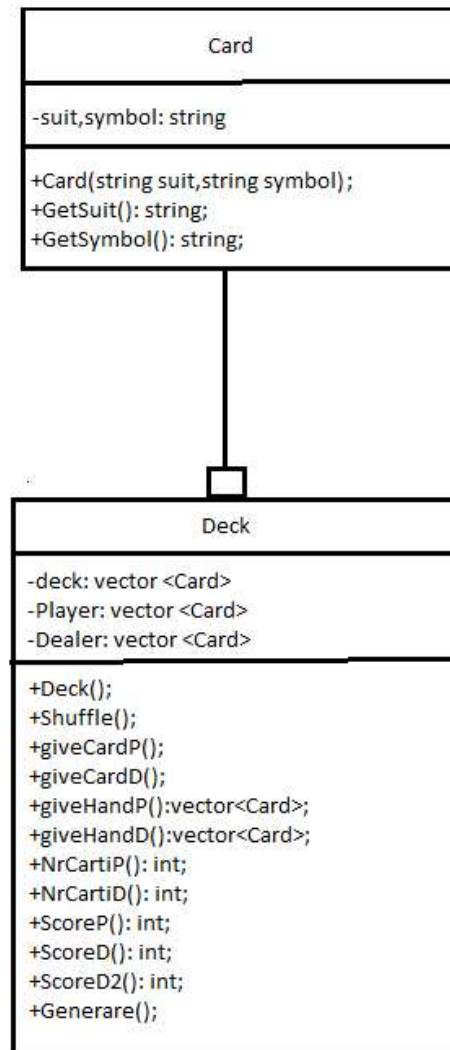 Card
-suit,symbol: string
+Card(string suit,string symbol);
+GetSuit(): string;
+GetSymbol(): string;
Deck
-deck: vector <Card>
-Player: vector <Card>
-Dealer: vector <Card>
+Deck();
+Shuffle();
+giveCardP();
+giveCardD();
+giveHandP():vector<Card>;
+giveHandD():vector<Card>;
+NrCartiP(): int;
+NrCartiD(): int;
+ScoreP(): int;
+ScoreD(): int;
+ScoreD2(): int;
+Generare();